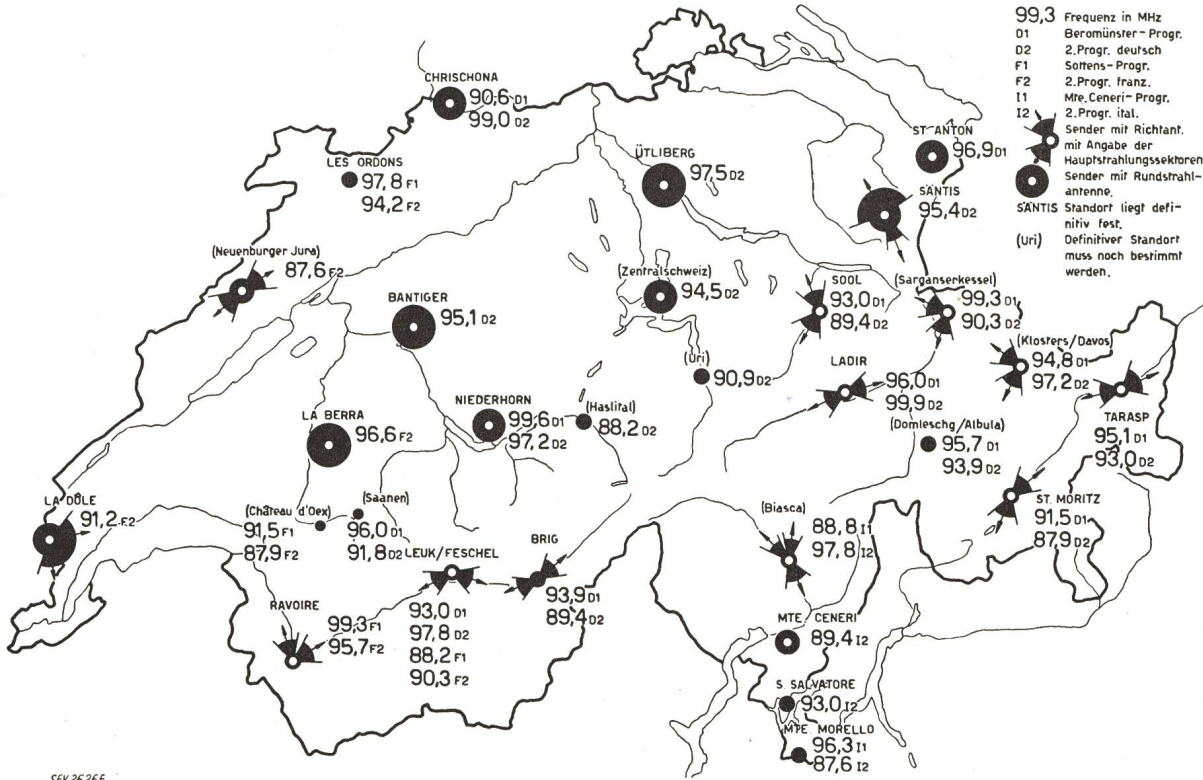 99,3 Frequenz in MHz
D1 Beromünster-Progr.
D2 2.Progr. deutsch
F1 Sottens-Progr.
F2 2.Progr. franz.
I1 Mte.Ceneri-Progr.
I2 2.Progr. ital.
Sender mit Richtant.
mit Angabe der
Hauptstrahlungssektoren
Sender mit Rundstrahl-
antenne.
SÄNTIS Standort liegt defi-
nitiv fest.
(Uri) Definitiver Standort
muss noch bestimmt
werden.
CHRISCHONA
90,6 D1
99,0 D2
LES ORDONS
97,8 F1
94,2 F2
ÜTLIBERG
97,5 D2
ST. ANTON
96,9 D1
SÄNTIS
95,4 D2
(Neuenburger Jura)
87,6 F2
BANTIGER
95,1 D2
(Zentralschweiz)
94,5 D2
SOOL
93,0 D1
89,4 D2
(Sarganserkessel)
99,3 D1
90,3 D2
(Klosters/Davos)
94,8 D1
97,2 D2
(Uri)
90,9 D2
LADIR
96,0 D1
99,9 D2
TARASP
95,1 D1
93,0 D2
LA BERRA
96,6 F2
NIEDERHORN
99,6 D1
97,2 D2
(Haslital)
88,2 D2
(Domleschg/Albula)
95,7 D1
93,9 D2
ST. MORITZ
91,5 D1
87,9 D2
LA DÔLE
91,2 F2
(Château d'Oex)
91,5 F1
87,9 F2
(Saanen)
96,0 D1
91,8 D2
LEUK/FESCHEL
93,0 D1
97,8 D2
88,2 F1
90,3 F2
BRIG
93,9 D1
89,4 D2
(Biasca)
88,8 I1
97,8 I2
RAVOIRE
99,3 F1
95,7 F2
MTE. CENERI
89,4 I2
S. SALVATORE
93,0 I2
MTE. MORELLO
96,3 I1
87,6 I2
SEV 26266